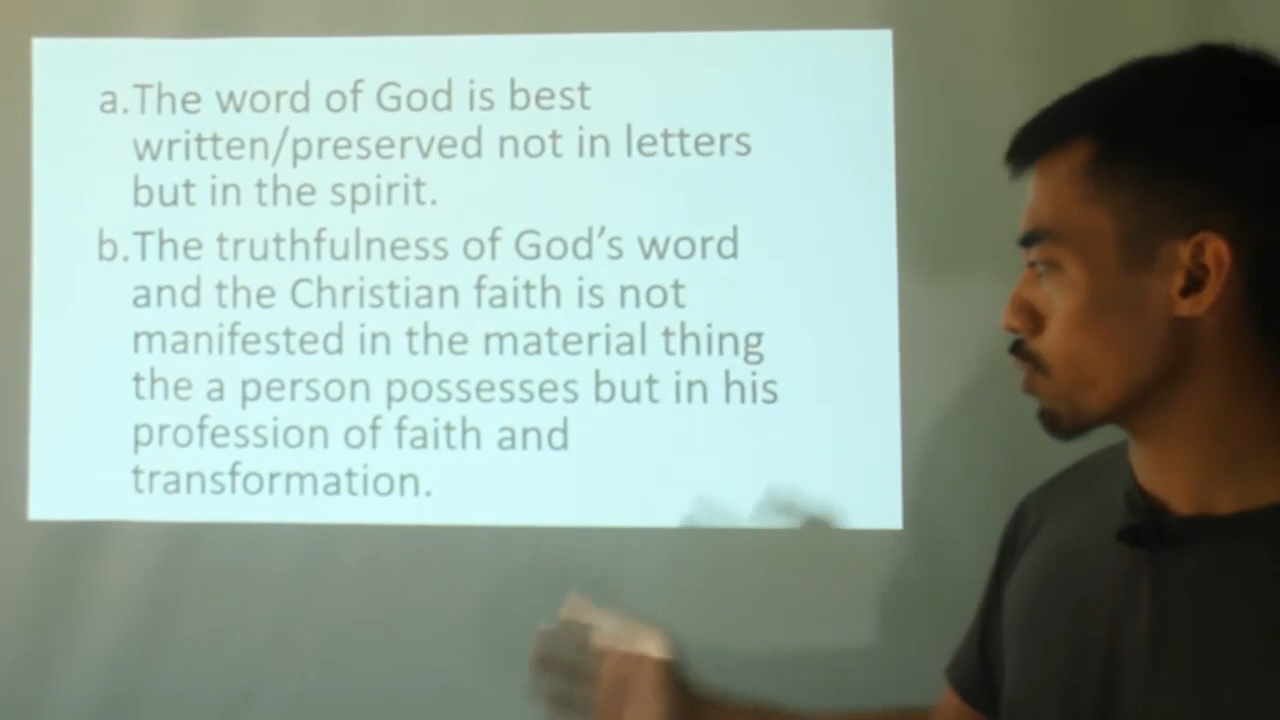 a.The word of God is best
written/preserved not in letters
but in the spirit.
b.The truthfulness of God’s word
and the Christian faith is not
manifested in the material thing
the a person possesses but in his
profession of faith and
transformation.